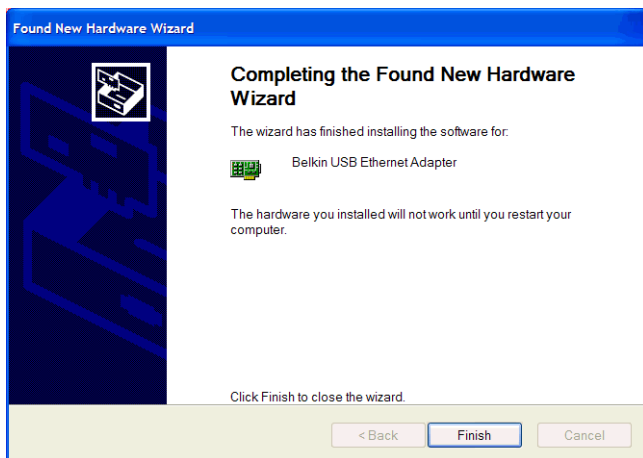 Found New Hardware Wizard
Completing the Found New Hardware
Wizard
The wizard has finished installing the software for:
Belkin USB Ethernet Adapter
The hardware you installed will not work until you restart your
computer.
Click Finish to close the wizard.
< Back
Finish
Cancel